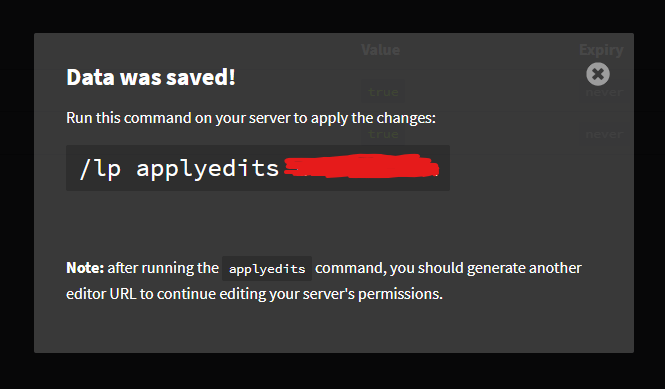 Value Expiry
Data was saved!
true never
Run this command on your server to apply the changes:
true never
/lp applyedits
Note: after running the applyedits command, you should generate another
editor URL to continue editing your server's permissions.